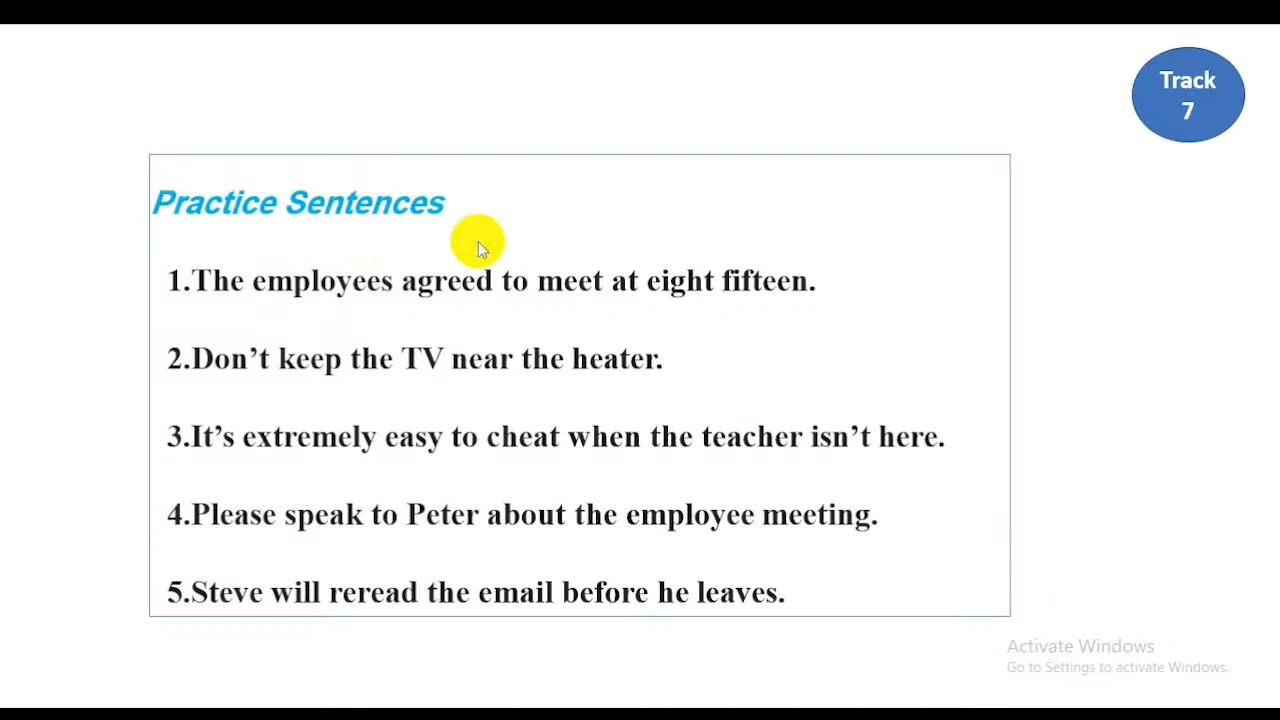 Track
7
Practice Sentences
1.The employees agreed to meet at eight fifteen.
2.Don’t keep the TV near the heater.
3.It’s extremely easy to cheat when the teacher isn’t here.
4.Please speak to Peter about the employee meeting.
5.Steve will reread the email before he leaves.
Activate Windows
Go to Settings to activate Windows.